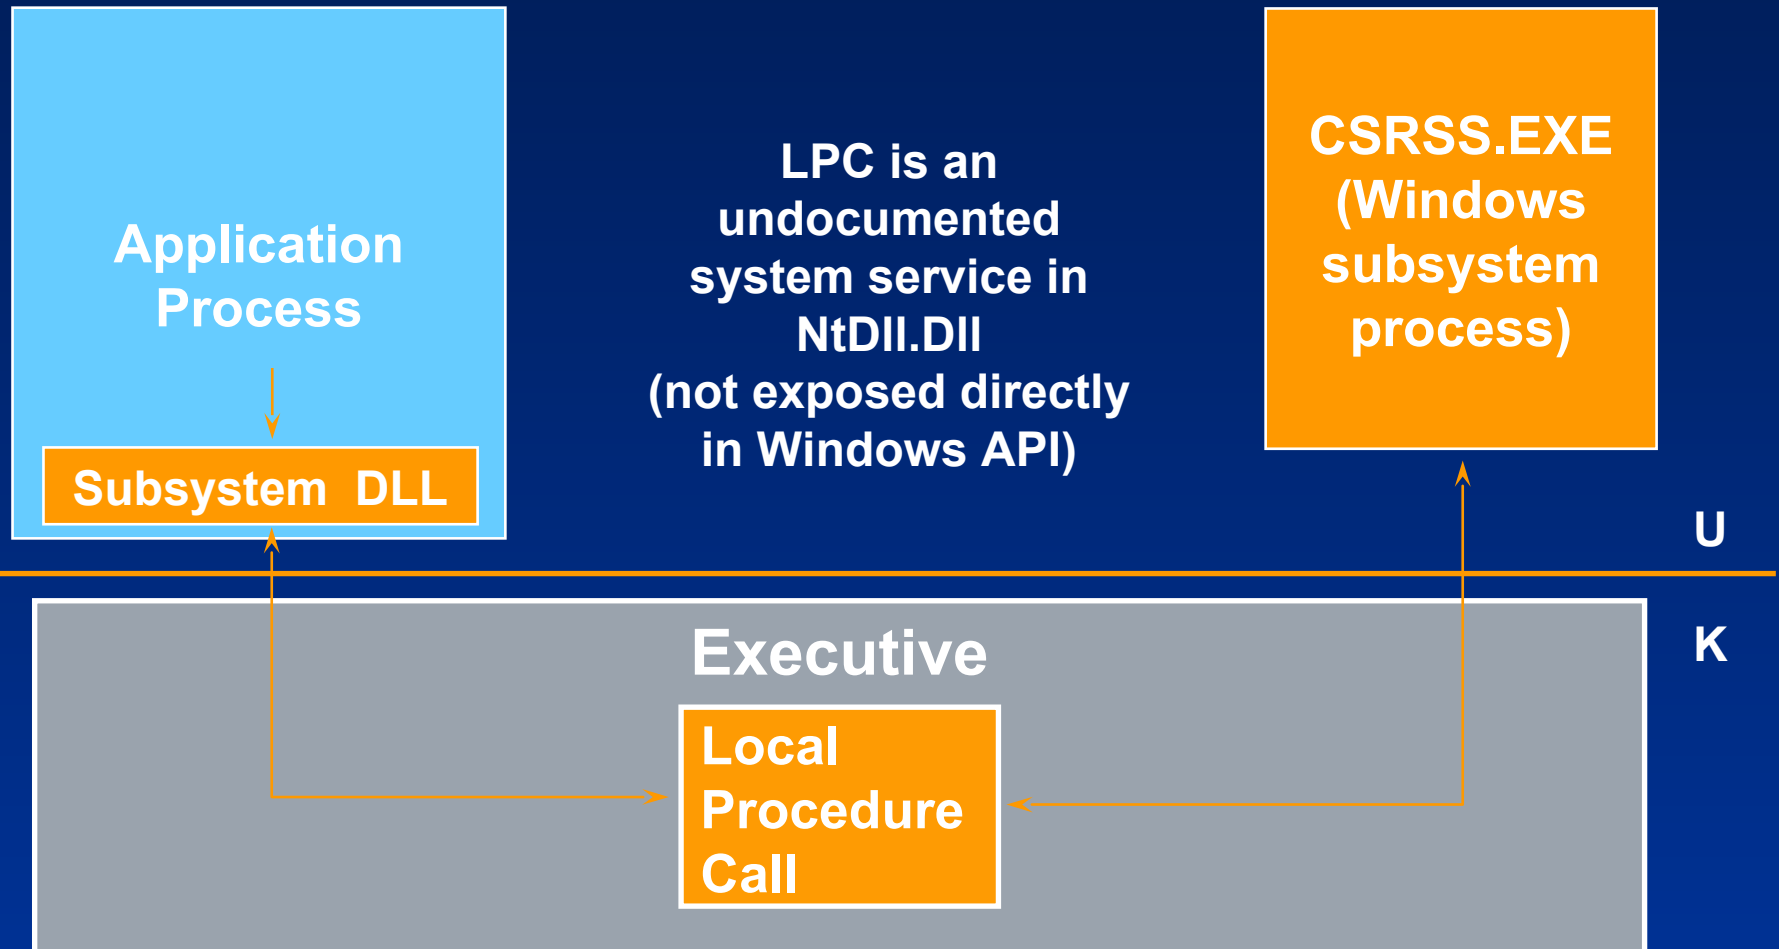 Application
Process
Subsystem DLL
LPC is an
undocumented
system service in
NtDll.Dll
(not exposed directly
in Windows API)
CSRSS.EXE
(Windows
subsystem
process)
U
K
Executive
Local
Procedure
Call